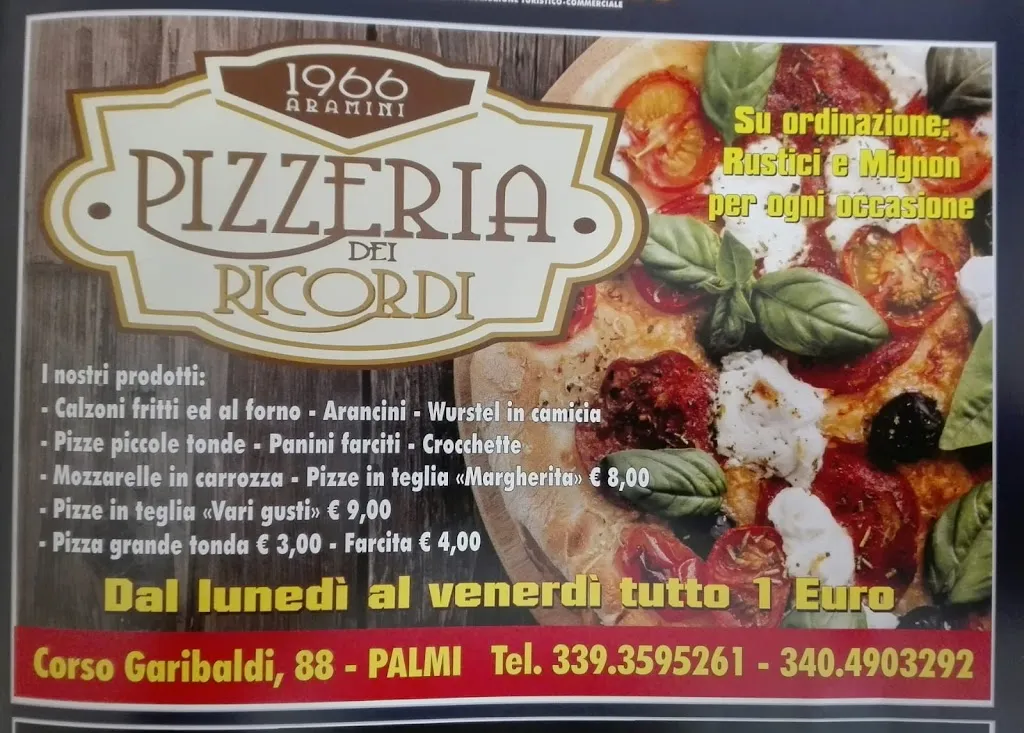 TURISTICO-COMMERCIALE
1966
ARAMINI
PIZZERIA
DEI
RICORDI
Su ordinazione:
Rustici e Mignon
per ogni occasione
I nostri prodotti:
- Calzoni fritti ed al forno - Arancini - Wurstel in camicia
- Pizze piccole tonde - Panini farciti - Crocchette
- Mozzarelle in carrozza - Pizze in teglia «Margherita» € 8,00
- Pizze in teglia «Vari gusti» € 9,00
- Pizza grande tonda € 3,00 - Farcita € 4,00
Dal lunedì al venerdì tutto 1 Euro
Corso Garibaldi, 88 - PALMI Tel. 339.3595261 - 340.4903292